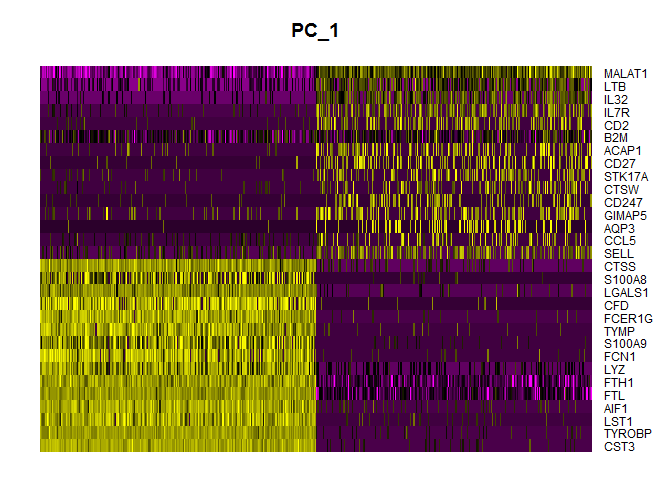 PC_1
MALAT1
LTB
IL32
IL7R
CD2
B2M
ACAP1
CD27
STK17A
CTSW
CD247
GIMAP5
AQP3
CCL5
SELL
CTSS
S100A8
LGALS1
CFD
FCER1G
TYMP
S100A9
FCN1
LYZ
FTH1
FTL
AIF1
LST1
TYROBP
CST3